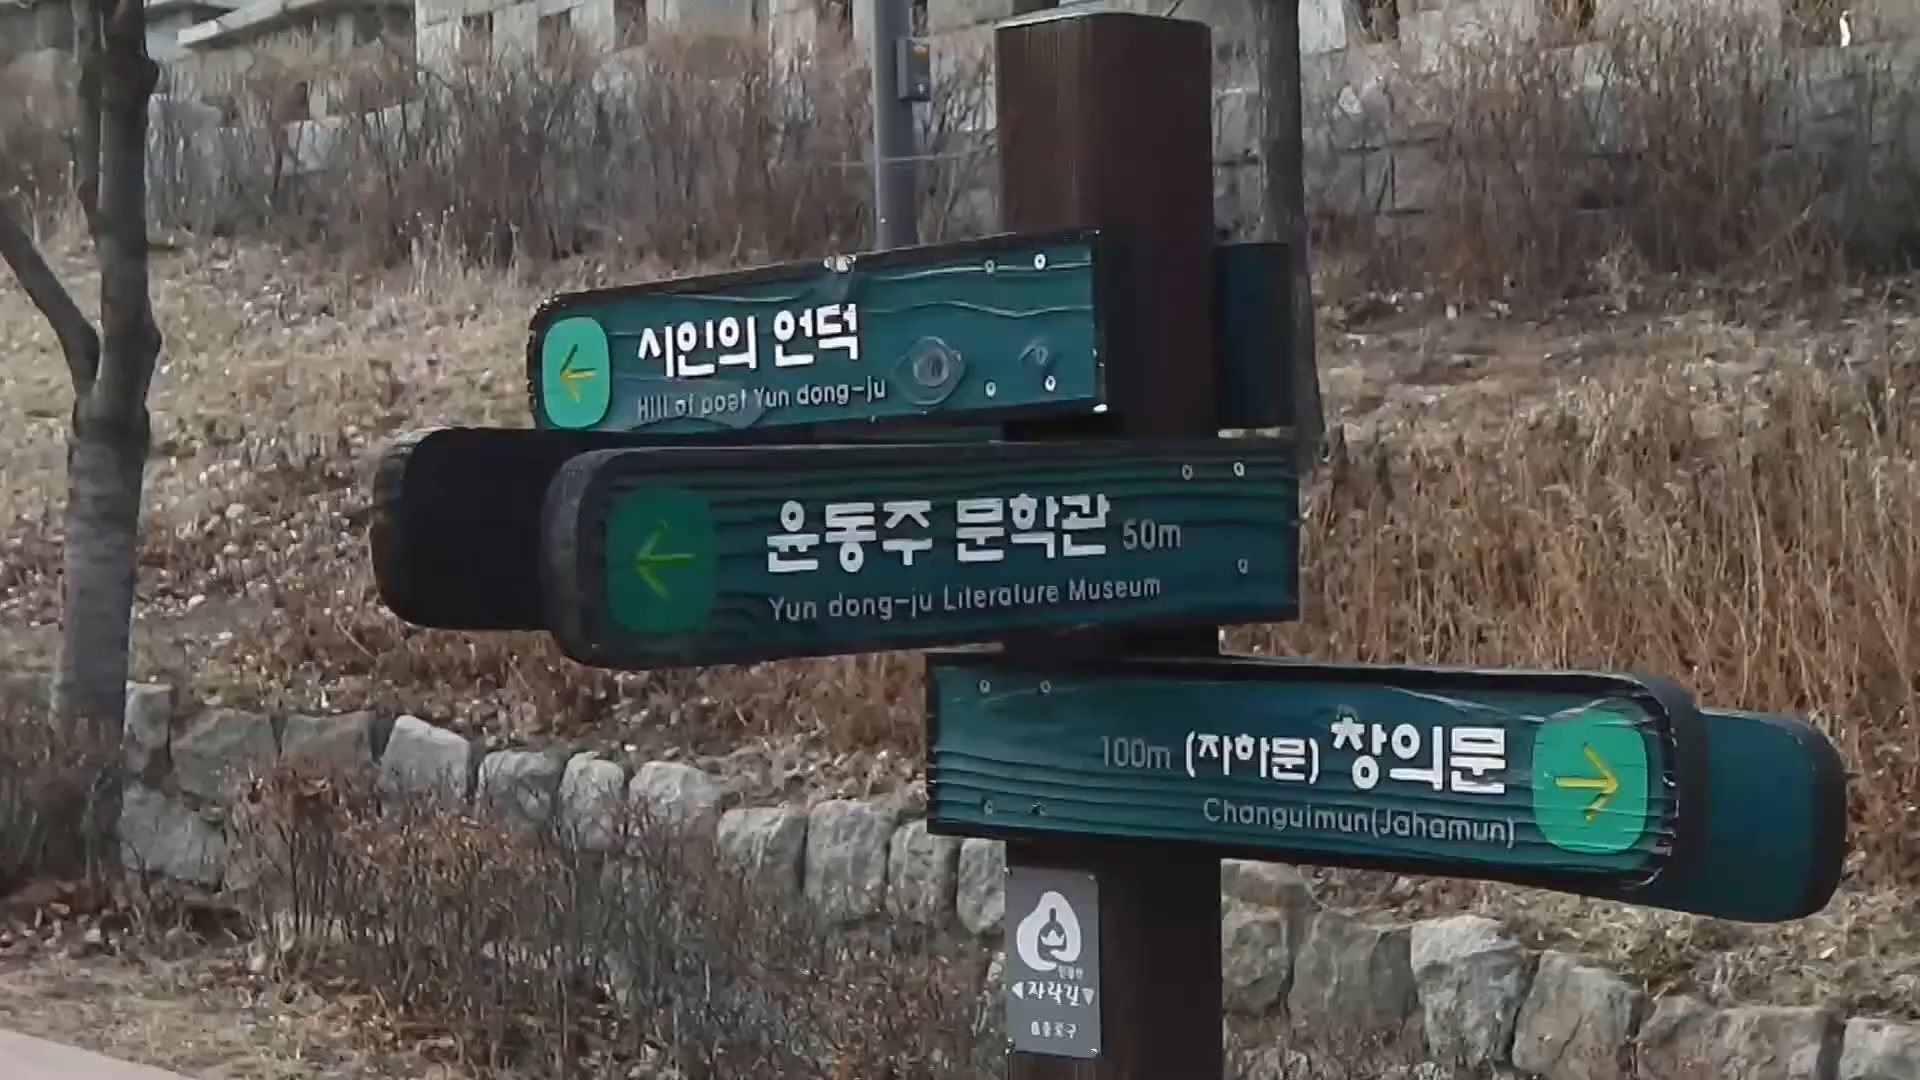 시인의 언덕
Hill of poet Yun dong-ju
윤동주 문학관 50m
Yun dong-ju Literature Museum
100m (자하문) 창의문
Changuimun(Jahamun)
자락길
종로구